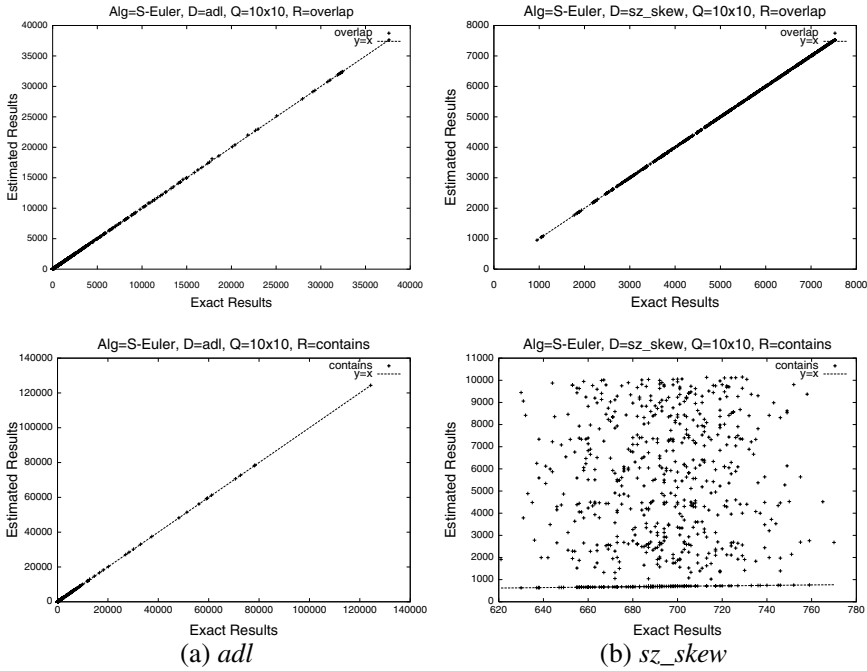 Alg=S-Euler, D=adl, Q=10x10, R=overlap
40000
35000
30000
25000
20000
15000
10000
5000
0
Estimated Results
overlap
y=x
0 5000 10000 15000 20000 25000 30000 35000 40000
Exact Results
Alg=S-Euler, D=sz_skew, Q=10x10, R=overlap
8000
7000
6000
5000
4000
3000
2000
1000
0
Estimated Results
overlap
y=x
0 1000 2000 3000 4000 5000 6000 7000 8000
Exact Results
Alg=S-Euler, D=adl, Q=10x10, R=contains
140000
120000
100000
80000
60000
40000
20000
0
Estimated Results
contains
y=x
0 20000 40000 60000 80000 100000 120000 140000
Exact Results
(a) adl
Alg=S-Euler, D=sz_skew, Q=10x10, R=contains
11000
10000
9000
8000
7000
6000
5000
4000
3000
2000
1000
0
Estimated Results
contains
y=x
620 640 660 680 700 720 740 760 780
Exact Results
(b) sz_skew